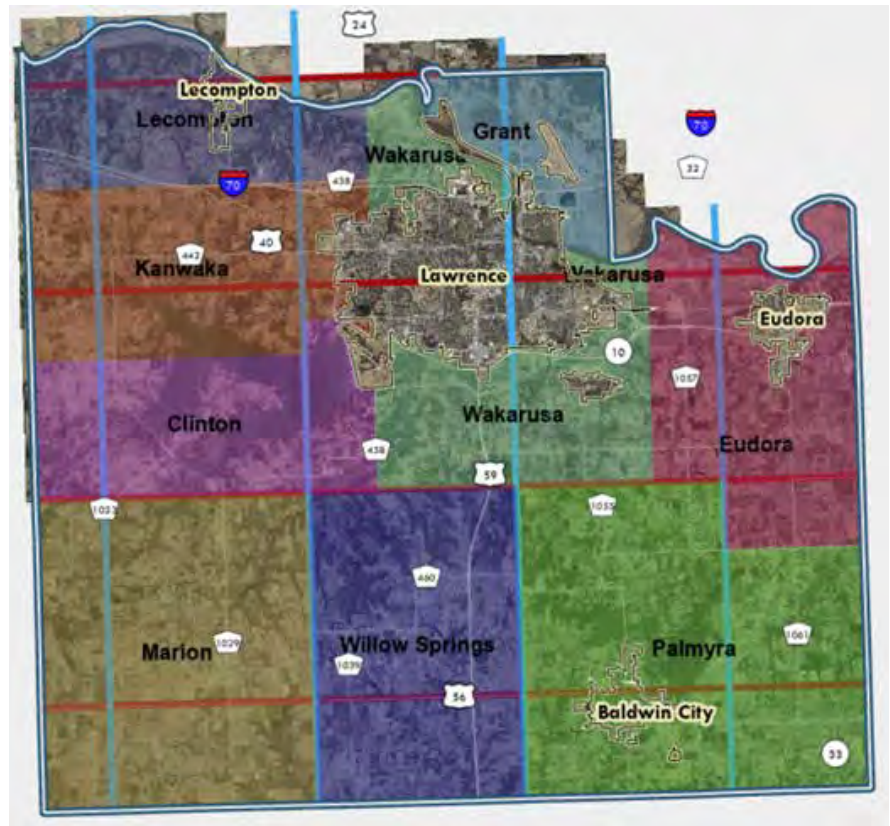 24
Lecompton
Lecompton
Grant
70
Wakarusa
32
70
438
40
442
Kanwaka
Lawrence
Wakarusa
Eudora
10
1057
Clinton
Wakarusa
458
Eudora
59
1023
1055
460
1029
Marion
Willow Springs
1039
Palmyra
1061
56
Baldwin City
33